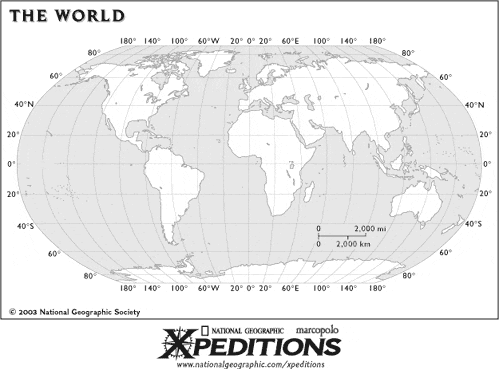 THE WORLD
180° 140° 100° 60°W 20° 0° 20° 60°E 100° 140° 180°
80° 80°
60° 60°
40°N 40°N
20° 20°
0° 0°
20° 20°
0 2,000 mi
0 2,000 km
40°S 40°S
60° 60°
80° 80°
180° 140° 100° 60°W 20° 0° 20° 60°E 100° 140° 180°
© 2003 National Geographic Society
NATIONAL GEOGRAPHIC marcopolo
XPEDITIONS
www.nationalgeographic.com/xpeditions